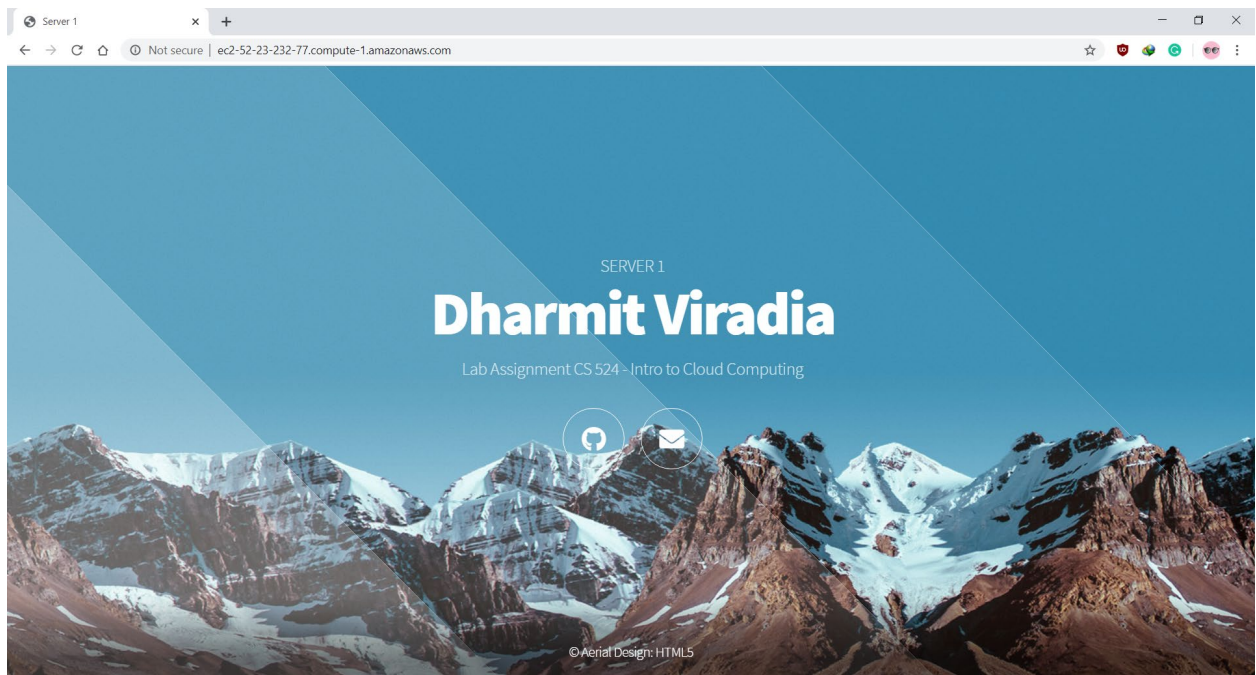 Server 1
Not secure | ec2-52-23-232-77.compute-1.amazonaws.com
SERVER 1
Dharmit Viradia
Lab Assignment CS 524 - Intro to Cloud Computing
© Aerial Design: HTML5